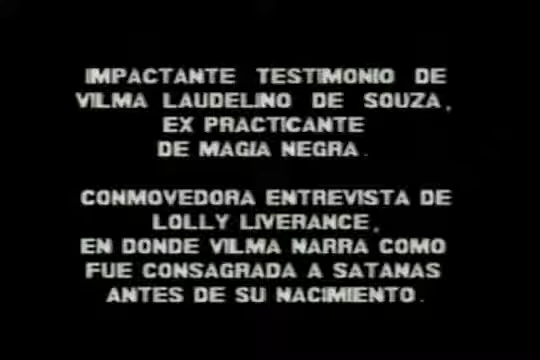 IMPACTANTE TESTIMONIO DE
VILMA LAUDELINO DE SOUZA,
EX PRACTICANTE
DE MAGIA NEGRA.
CONMOVEDORA ENTREVISTA DE
LOLLY LIVERANCE,
EN DONDE VILMA NARRA COMO
FUE CONSAGRADA A SATANAS
ANTES DE SU NACIMIENTO.